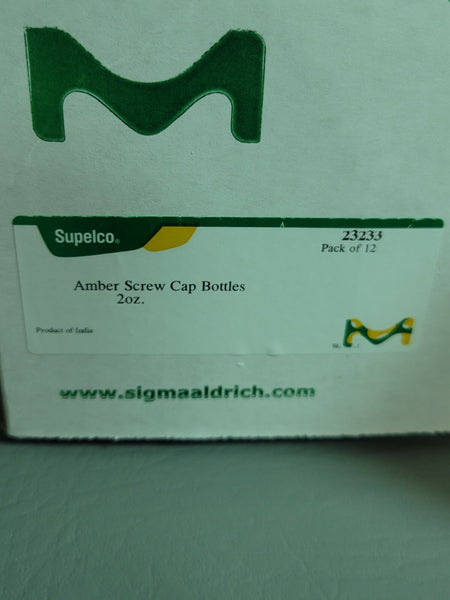 Supelco®
23233
Pack of 12
Amber Screw Cap Bottles
2oz.
Product of India
www.sigmaaldrich.com